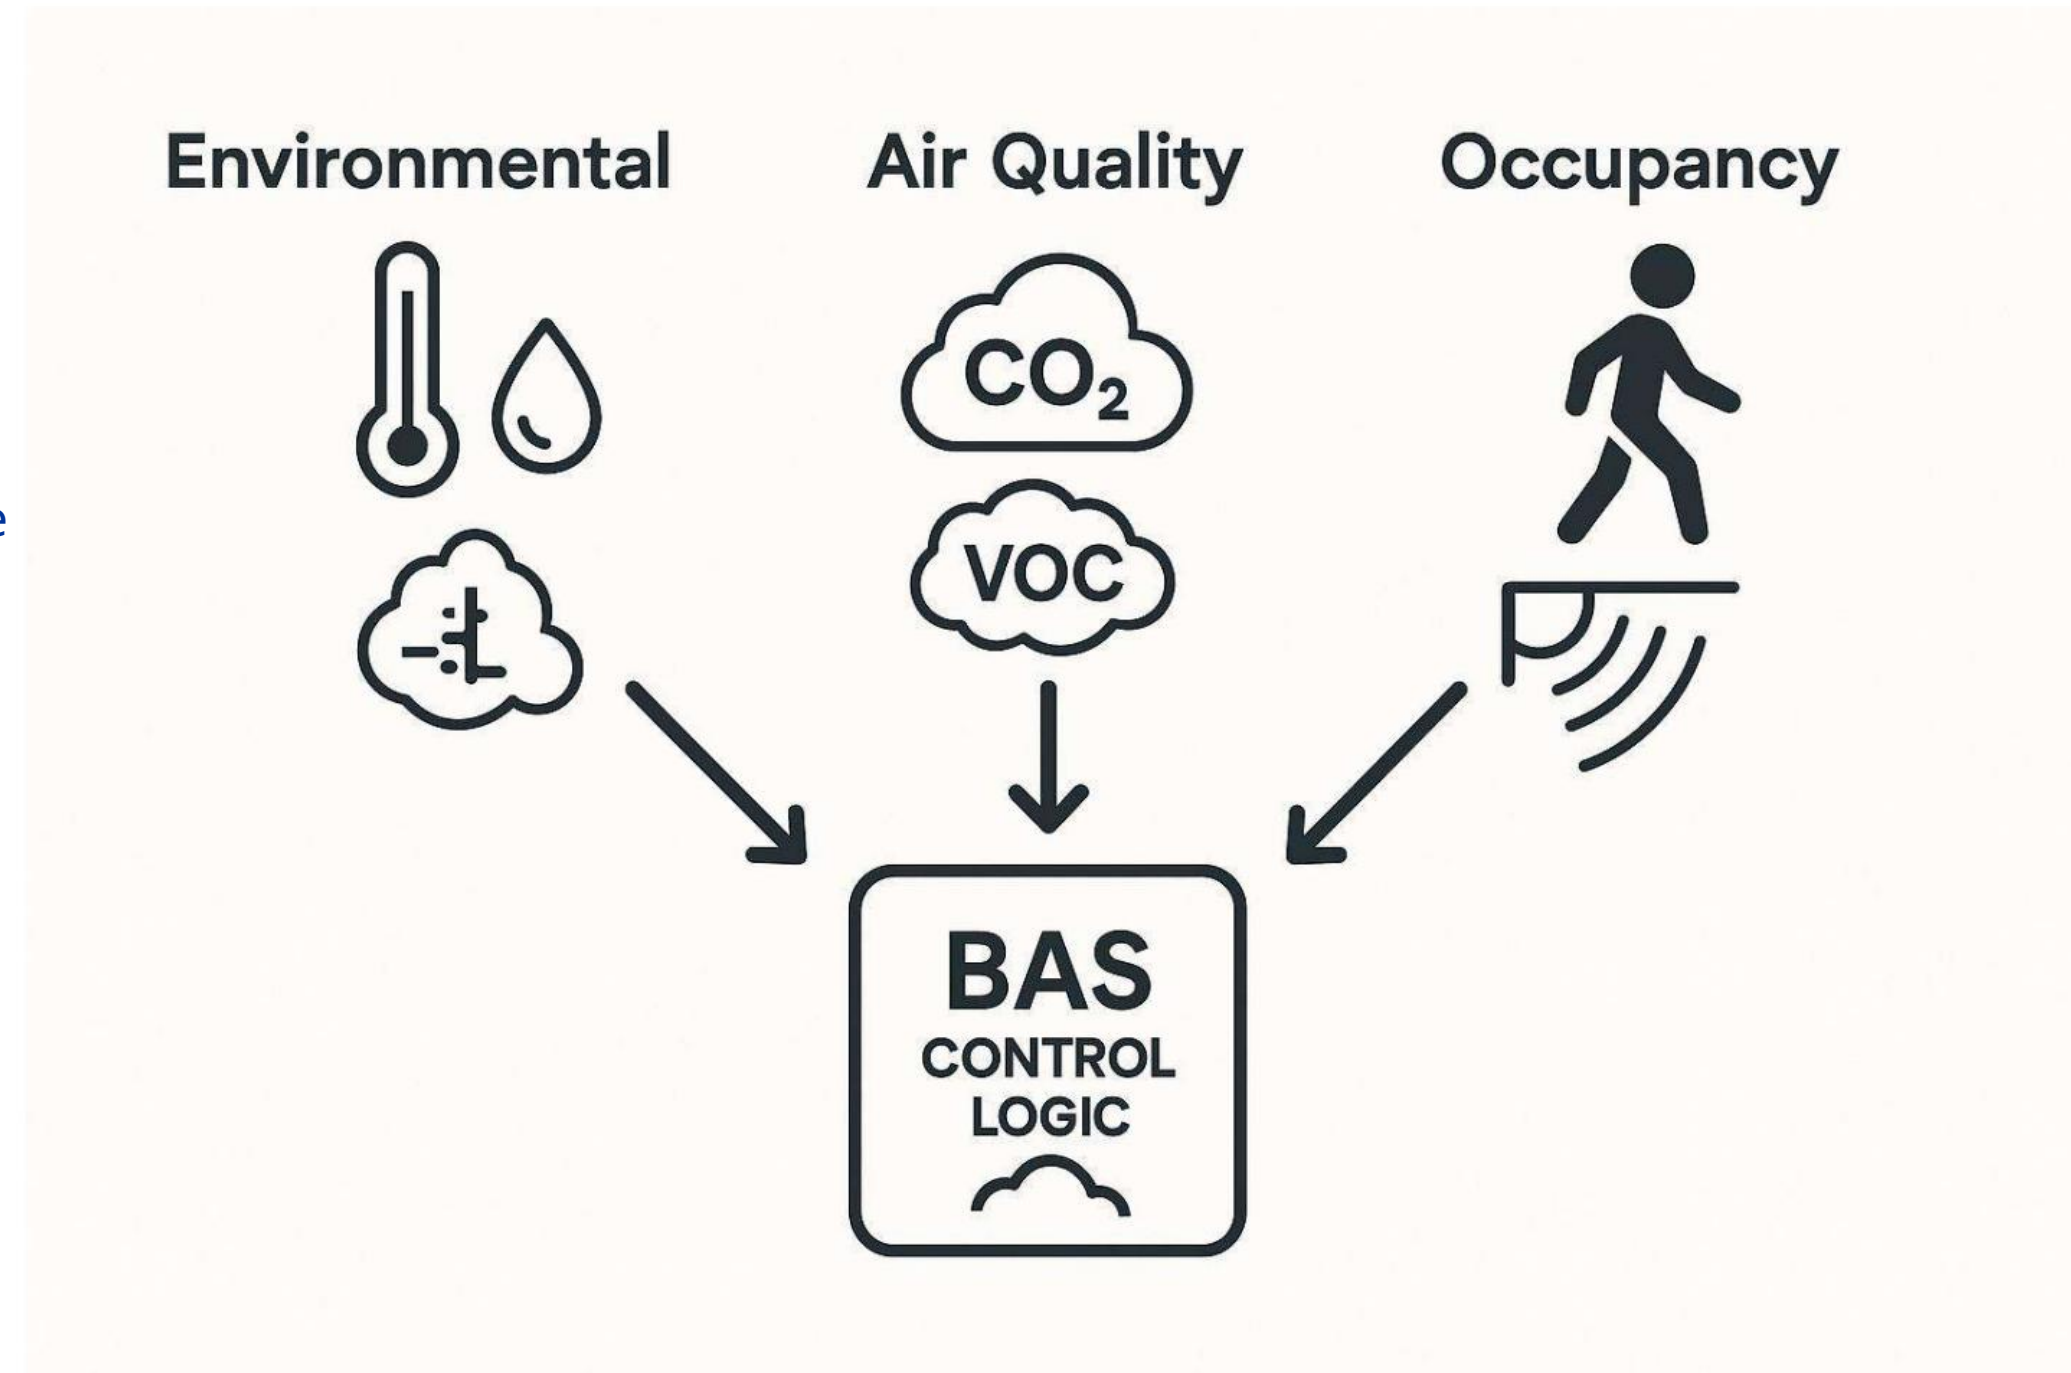 Environmental
Air Quality
Occupancy
CO₂
VOC
BAS
CONTROL
LOGIC
e